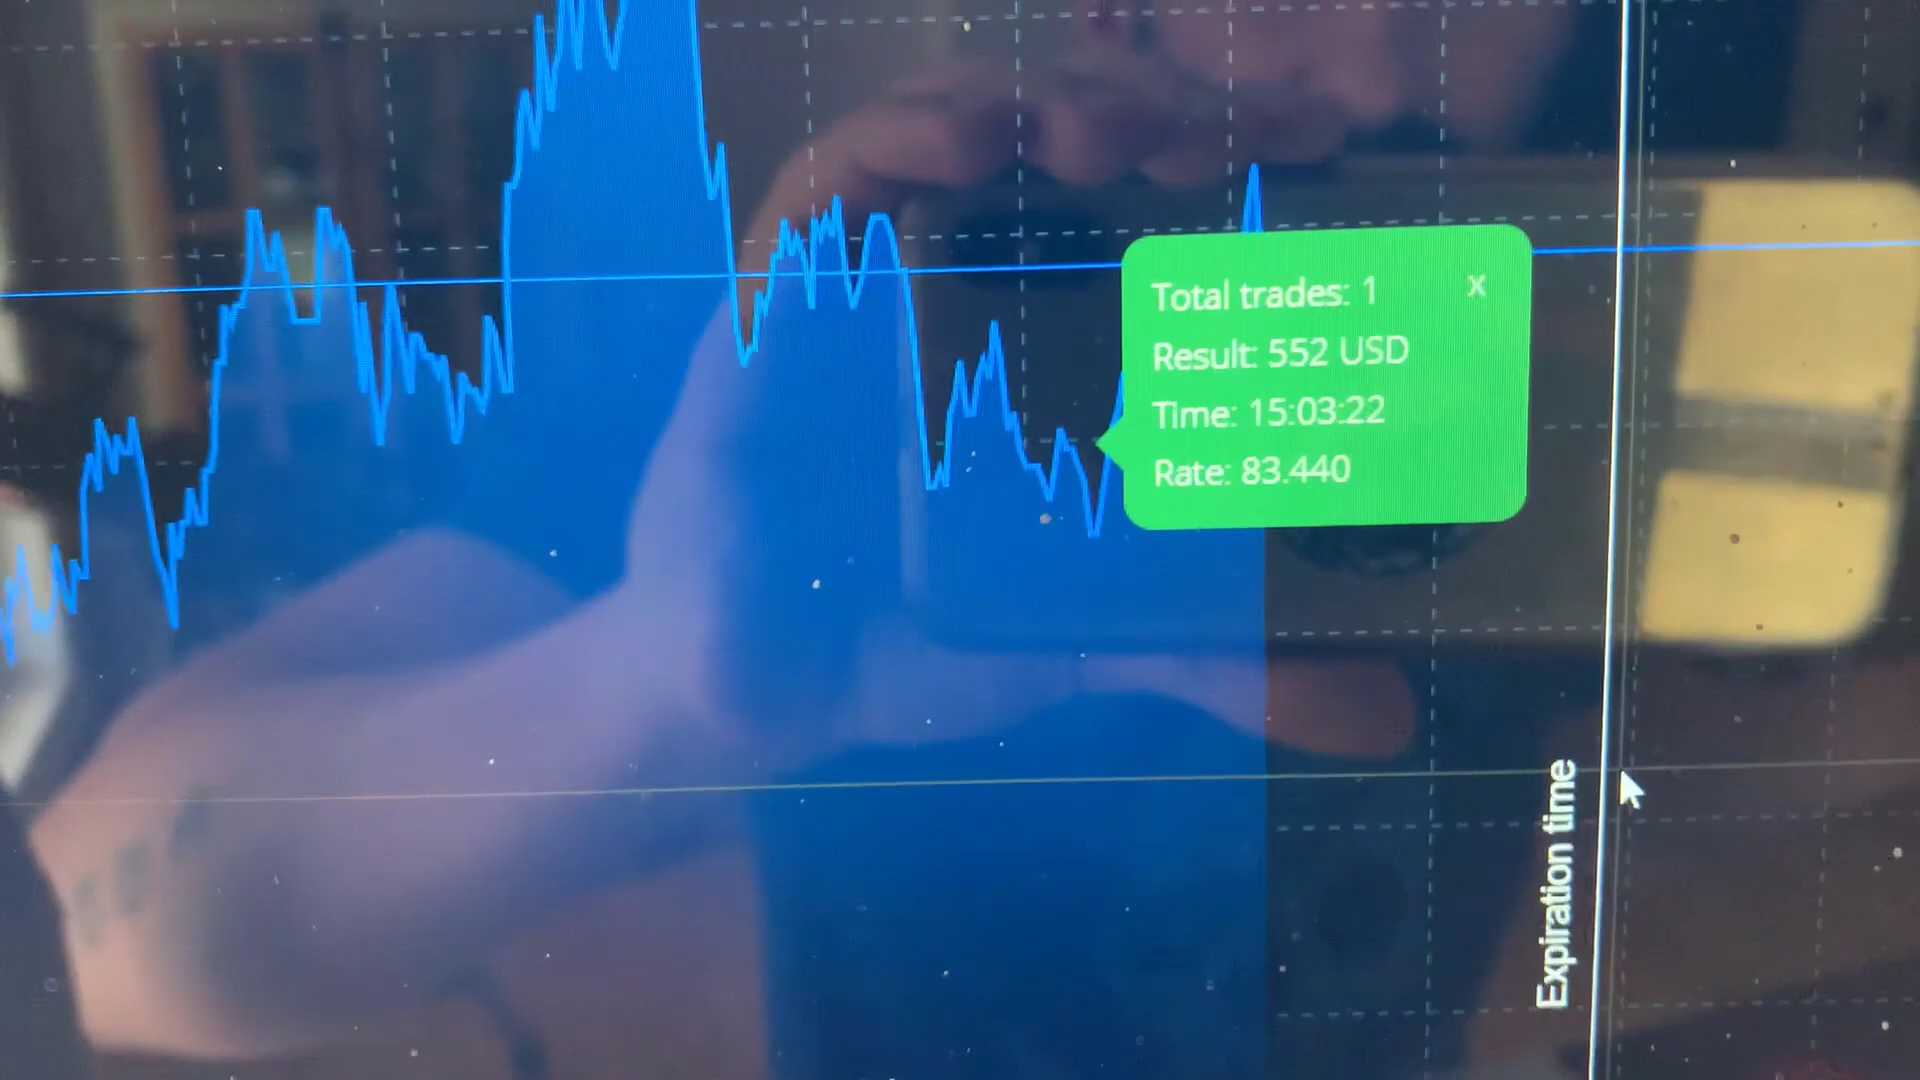 Total trades: 1 x
Result: 552 USD
Time: 15:03:22
Rate: 83.440
Expiration time